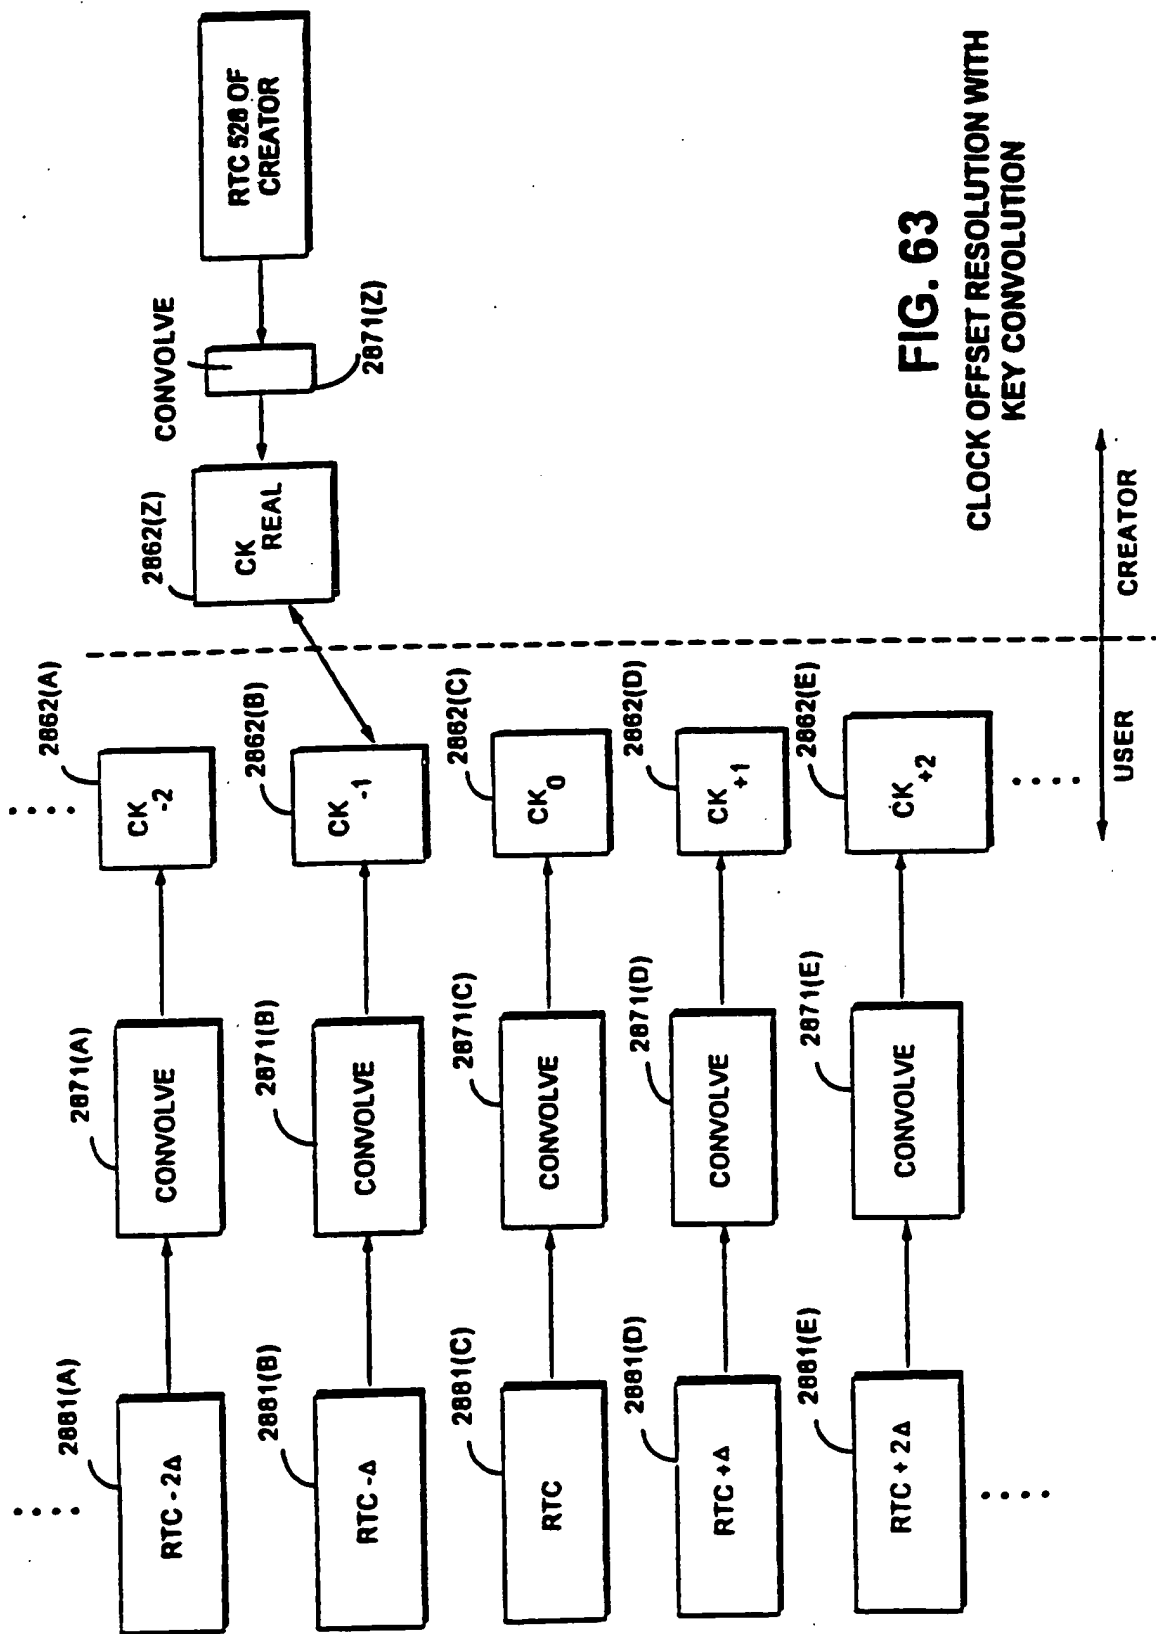 2881(A)
RTC - 2Δ
2871(A)
CONVOLVE
2862(A)
CK -2
2881(B)
RTC -Δ
2871(B)
CONVOLVE
2862(B)
CK -1
2881(C)
RTC
2871(C)
CONVOLVE
2862(C)
CK 0
2881(D)
RTC +Δ
2871(D)
CONVOLVE
2862(D)
CK +1
2881(E)
RTC + 2Δ
2871(E)
CONVOLVE
2862(E)
CK +2
2862(Z)
CK REAL
CONVOLVE
2871(Z)
RTC 528 OF
CREATOR
USER
CREATOR
FIG. 63
CLOCK OFFSET RESOLUTION WITH
KEY CONVOLUTION